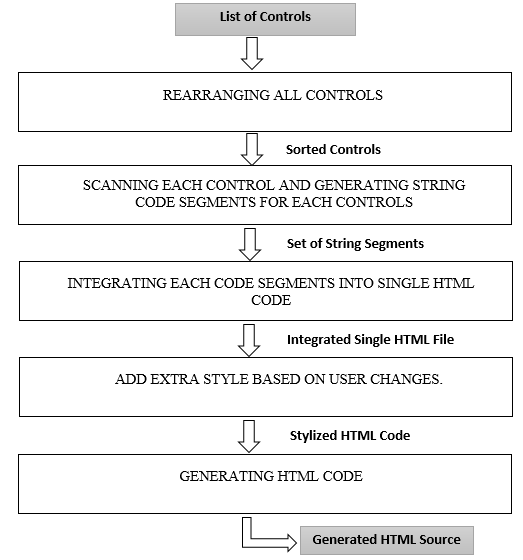 List of Controls
REARRANGING ALL CONTROLS
Sorted Controls
SCANNING EACH CONTROL AND GENERATING STRING
CODE SEGMENTS FOR EACH CONTROLS
Set of String Segments
INTEGRATING EACH CODE SEGMENTS INTO SINGLE HTML
CODE
Integrated Single HTML File
ADD EXTRA STYLE BASED ON USER CHANGES.
Stylized HTML Code
GENERATING HTML CODE
Generated HTML Source